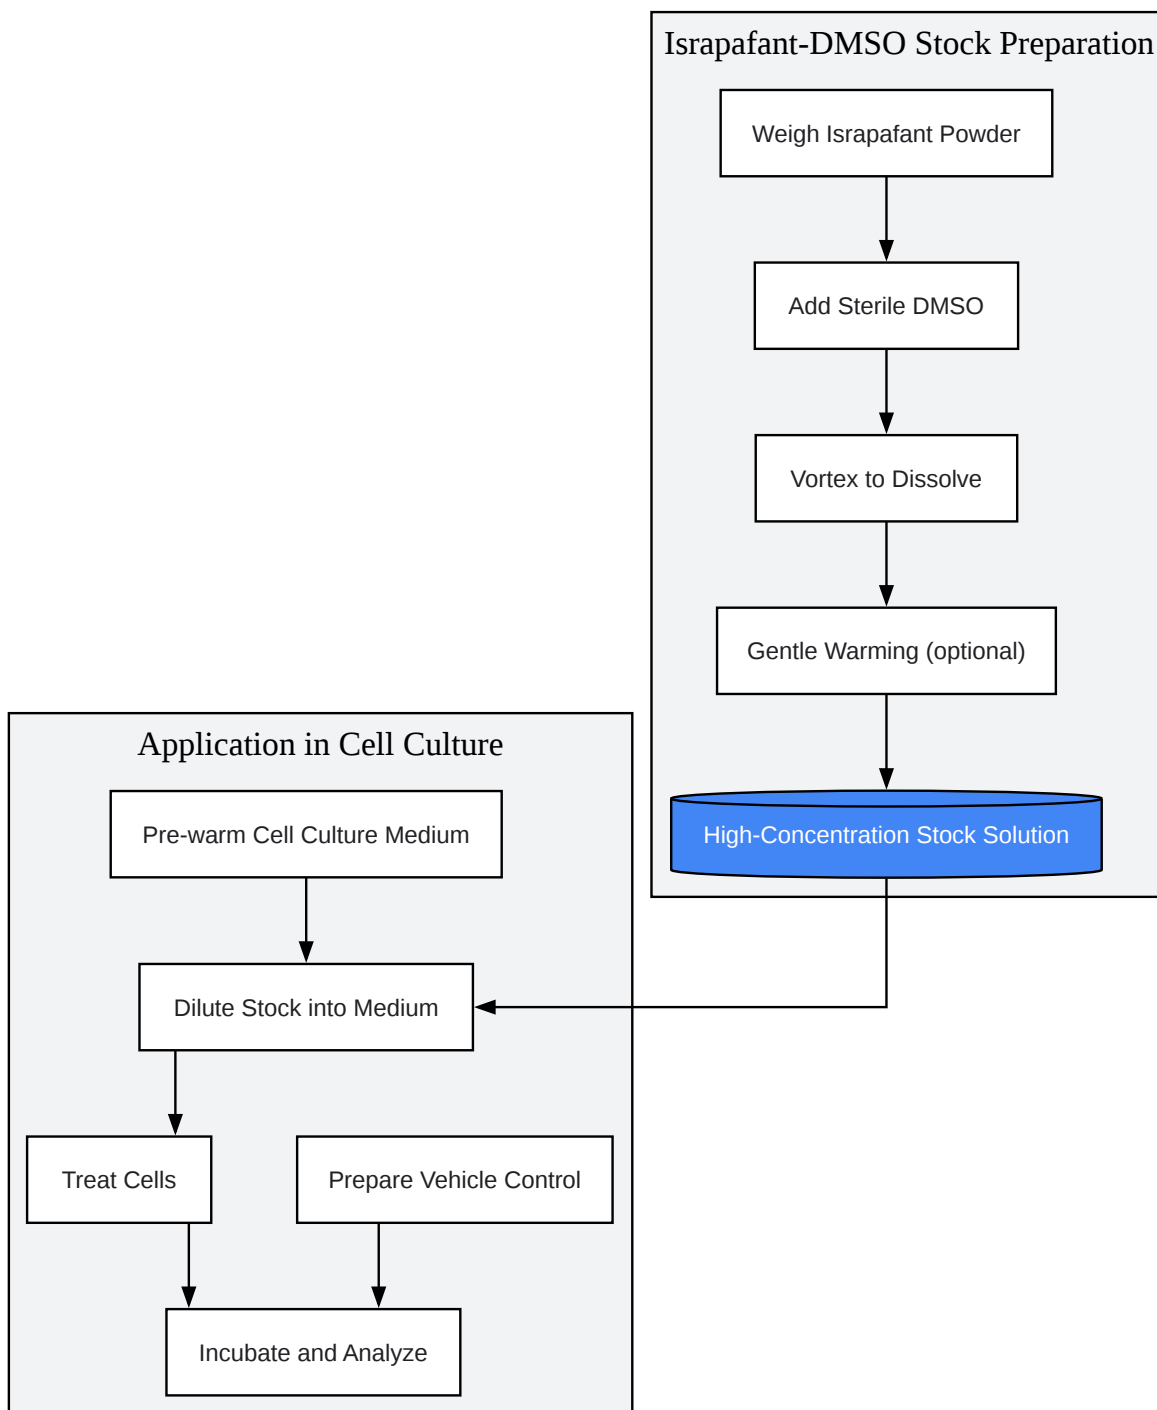 Israpafant-DMSO Stock Preparation
Weigh Israpafant Powder
Add Sterile DMSO
Vortex to Dissolve
Gentle Warming (optional)
High-Concentration Stock Solution
Application in Cell Culture
Pre-warm Cell Culture Medium
Dilute Stock into Medium
Treat Cells
Prepare Vehicle Control
Incubate and Analyze